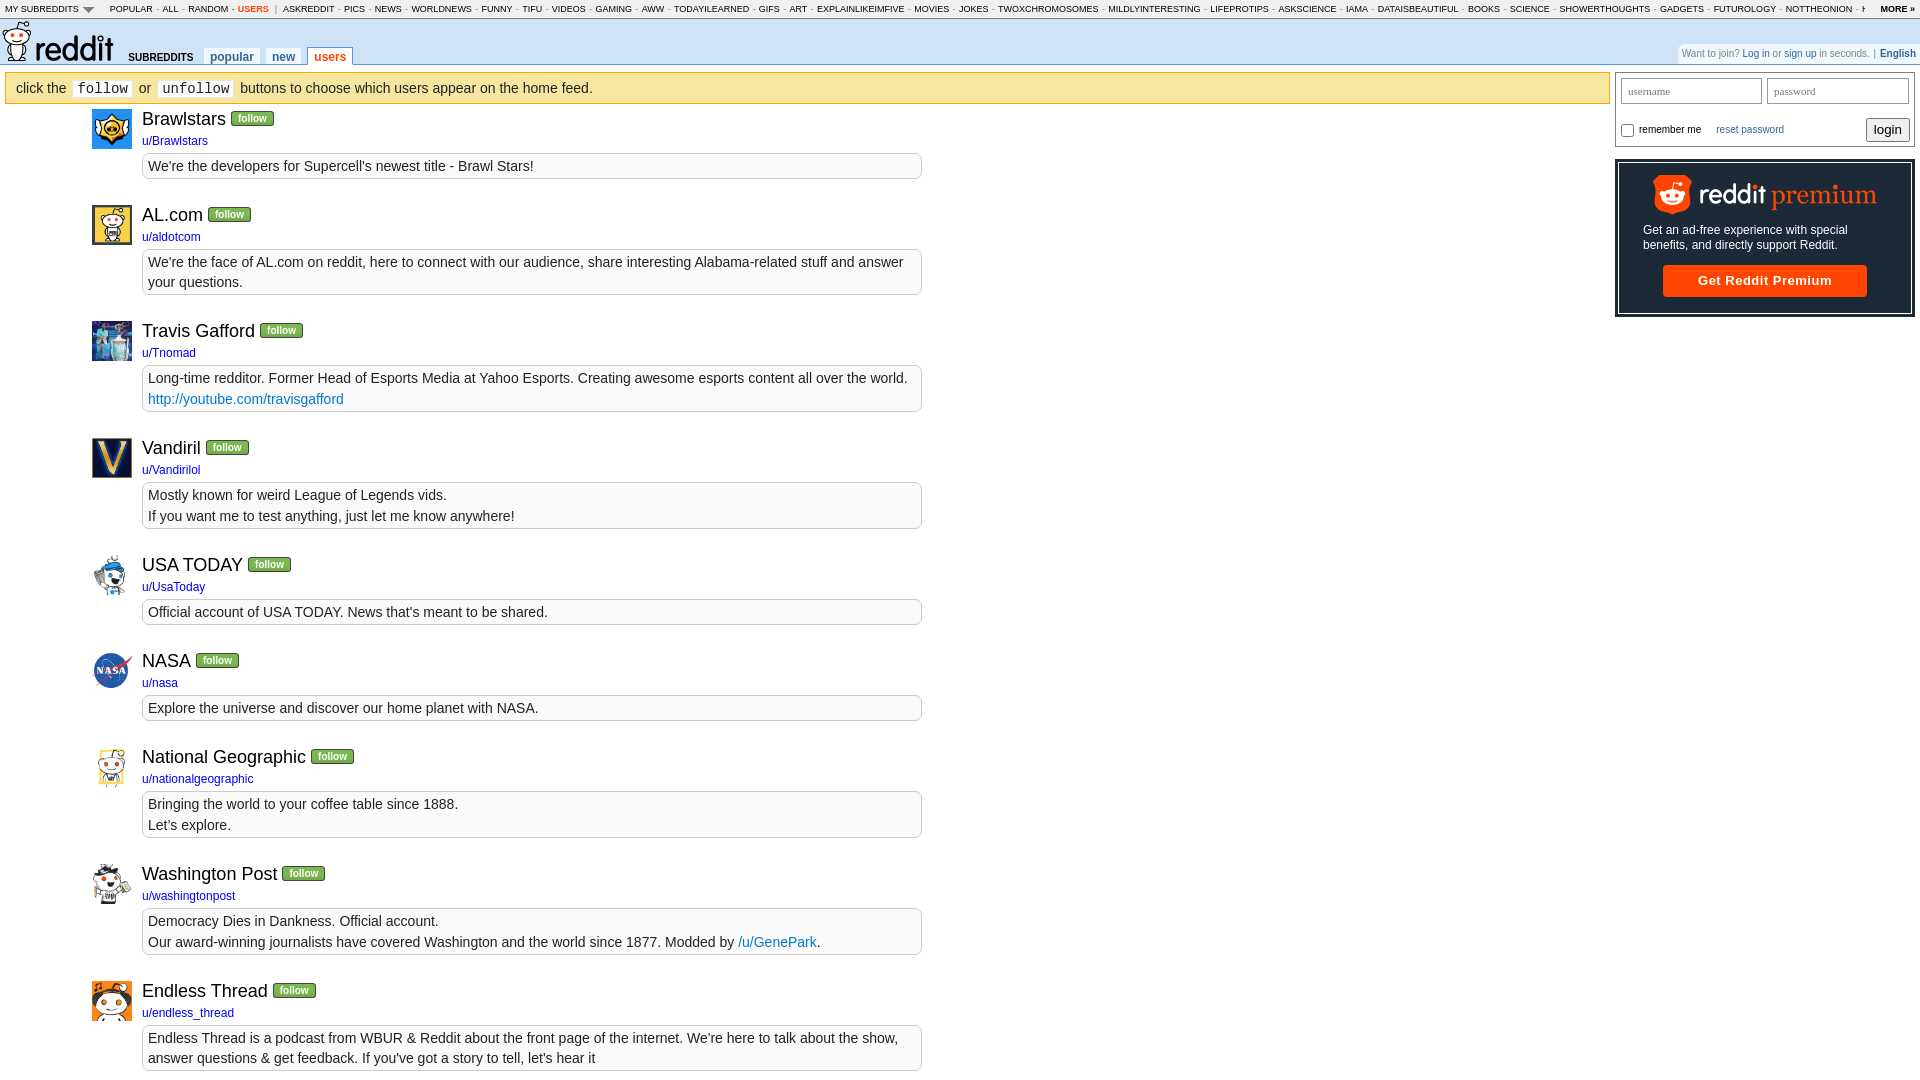 MY SUBREDDITS POPULAR - ALL - RANDOM - USERS | ASKREDDIT - PICS - NEWS - WORLDNEWS - FUNNY - TIFU - VIDEOS - GAMING - AWW - TODAYILEARNED - GIFS - ART - EXPLAINLIKEIMFIVE - MOVIES - JOKES - TWOXCHROMOSOMES - MILDLYINTERESTING - LIFEPROTIPS - ASKSCIENCE - IAMA - DATAISBEAUTIFUL - BOOKS - SCIENCE - SHOWERTHOUGHTS - GADGETS - FUTUROLOGY - NOTTHEONION - MORE »
reddit SUBREDDITS popular new users
Want to join? Log in or sign up in seconds. | English
click the follow or unfollow buttons to choose which users appear on the home feed.
Brawlstars follow
u/Brawlstars
We're the developers for Supercell's newest title - Brawl Stars!
AL.com follow
u/aldotcom
We're the face of AL.com on reddit, here to connect with our audience, share interesting Alabama-related stuff and answer
your questions.
Travis Gafford follow
u/Tnomad
Long-time redditor. Former Head of Esports Media at Yahoo Esports. Creating awesome esports content all over the world.
http://youtube.com/travisgafford
V
Vandiril follow
u/Vandirilol
Mostly known for weird League of Legends vids.
If you want me to test anything, just let me know anywhere!
USA TODAY follow
u/UsaToday
Official account of USA TODAY. News that's meant to be shared.
NASA
NASA follow
u/nasa
Explore the universe and discover our home planet with NASA.
National Geographic follow
u/nationalgeographic
Bringing the world to your coffee table since 1888.
Let’s explore.
Washington Post follow
u/washingtonpost
Democracy Dies in Dankness. Official account.
Our award-winning journalists have covered Washington and the world since 1877. Modded by /u/GenePark.
Endless Thread follow
u/endless_thread
Endless Thread is a podcast from WBUR & Reddit about the front page of the internet. We're here to talk about the show,
answer questions & get feedback. If you've got a story to tell, let's hear it
username password
remember me reset password login
reddit premium
Get an ad-free experience with special
benefits, and directly support Reddit.
Get Reddit Premium